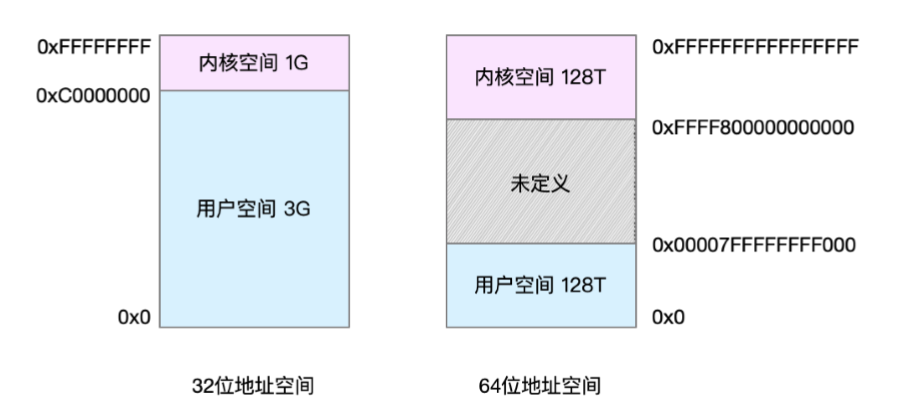 0xFFFFFFFF
内核空间 1G
0xC0000000
用户空间 3G
0x0
32位地址空间
0xFFFFFFFFFFFFFFFF
内核空间 128T
0xFFFF800000000000
未定义
0x00007FFFFFFFF000
用户空间 128T
0x0
64位地址空间